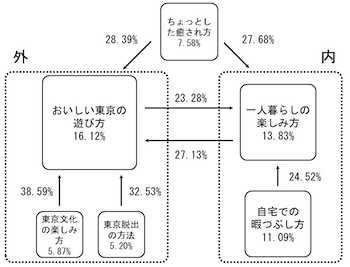 ちょっとし
た癒され方
7.58%
28.39%
27.68%
外
内
おいしい東京の
遊び方
16.12%
23.28%
27.13%
一人暮らしの
楽しみ方
13.83%
38.59%
32.53%
24.52%
東京文化
の楽しみ
方
5.87%
東京脱出
の方法
5.20%
自宅での
暇つぶし方
11.09%